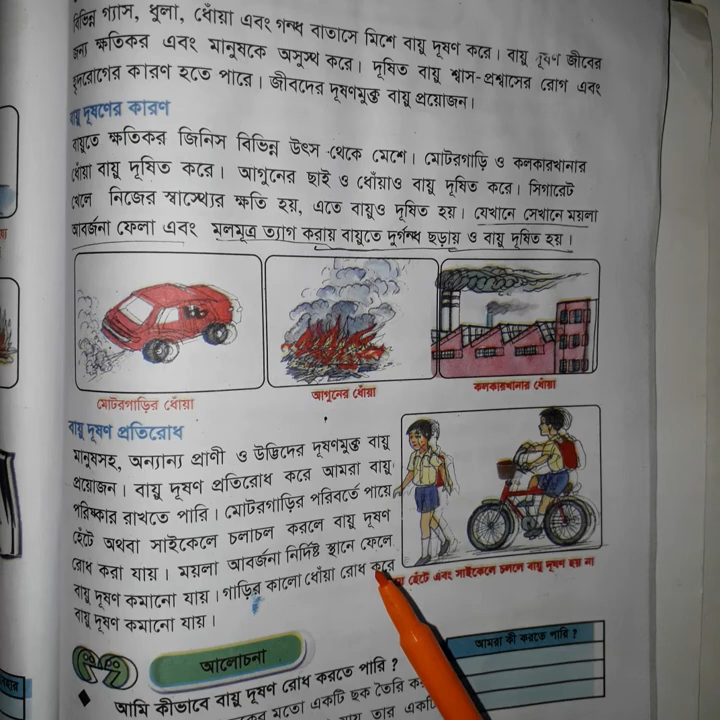 বিভিন্ন গ্যাস, ধুলা, ধোঁয়া এবং গন্ধ বাতাসে মিশে বায়ু দূষণ করে। বায়ু দূষণ জীবের
জন্য ক্ষতিকর এবং মানুষকে অসুস্থ করে। দূষিত বায়ু শ্বাস-প্রশ্বাসের রোগ এবং
হৃদরোগের কারণ হতে পারে। জীবদের দূষণমুক্ত বায়ু প্রয়োজন।
বায়ু দূষণের কারণ
বায়ুতে ক্ষতিকর জিনিস বিভিন্ন উৎস থেকে মেশে। মোটরগাড়ি ও কলকারখানার
ধোঁয়া বায়ু দূষিত করে। আগুনের ছাই ও ধোঁয়াও বায়ু দূষিত করে। সিগারেট
খেলে নিজের স্বাস্থ্যের ক্ষতি হয়, এতে বায়ুও দূষিত হয়। যেখানে সেখানে ময়লা
আবর্জনা ফেলা এবং মলমূত্র ত্যাগ করায় বায়ুতে দুর্গন্ধ ছড়ায় ও বায়ু দূষিত হয়।
মোটরগাড়ির ধোঁয়া
আগুনের ধোঁয়া
কলকারখানার ধোঁয়া
বায়ু দূষণ প্রতিরোধ
মানুষসহ, অন্যান্য প্রাণী ও উদ্ভিদের দূষণমুক্ত বায়ু
প্রয়োজন। বায়ু দূষণ প্রতিরোধ করে আমরা বায়ু
পরিষ্কার রাখতে পারি। মোটরগাড়ির পরিবর্তে পায়ে
হেঁটে অথবা সাইকেলে চলাচল করলে বায়ু দূষণ
রোধ করা যায়। ময়লা আবর্জনা নির্দিষ্ট স্থানে ফেলে
বায়ু দূষণ কমানো যায়। গাড়ির কালো ধোঁয়া রোধ করে
বায়ু দূষণ কমানো যায়।
হেঁটে এবং সাইকেলে চললে বায়ু দূষণ হয় না
আলোচনা
আমরা কী করতে পারি?
আমি কীভাবে বায়ু দূষণ রোধ করতে পারি?
মতো একটি ছক তৈরি
তার একটি